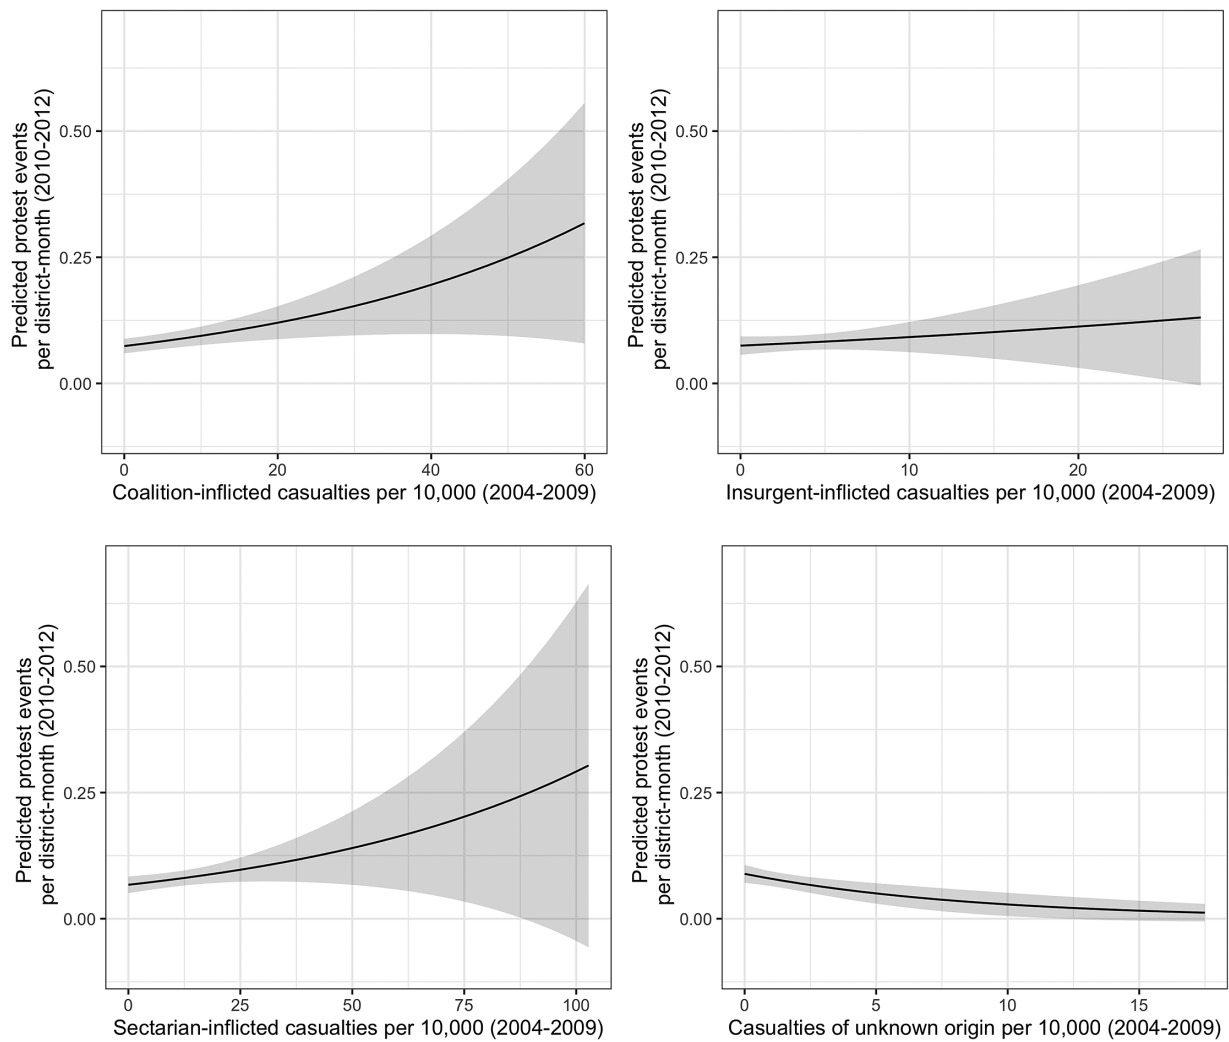 Predicted protest events
per district-month (2010-2012)
0.50
0.25
0.00
0
20
40
60
Coalition-inflicted casualties per 10,000 (2004-2009)
Predicted protest events
per district-month (2010-2012)
0.50
0.25
0.00
0
10
20
Insurgent-inflicted casualties per 10,000 (2004-2009)
Predicted protest events
per district-month (2010-2012)
0.50
0.25
0.00
0
25
50
75
100
Sectarian-inflicted casualties per 10,000 (2004-2009)
Predicted protest events
per district-month (2010-2012)
0.50
0.25
0.00
0
5
10
15
Casualties of unknown origin per 10,000 (2004-2009)